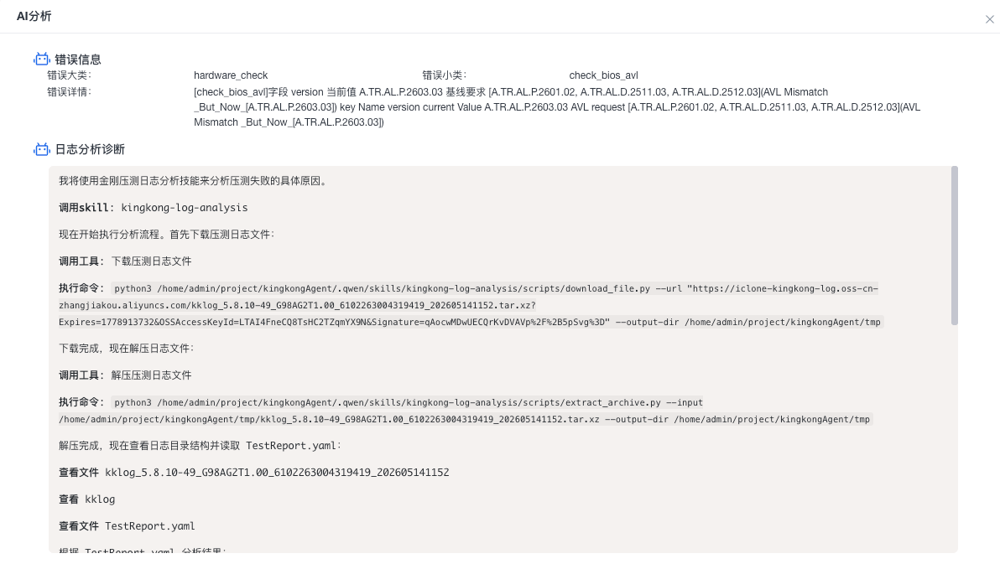 AI分析
错误信息
错误大类: hardware_check 错误小类: check_bios_avl
错误详情: [check_bios_avl]字段 version 当前值 A.TR.AL.P.2603.03 基线要求 [A.TR.AL.P.2601.02, A.TR.AL.D.2511.03, A.TR.AL.D.2512.03](AVL Mismatch
_But_Now_[A.TR.AL.P.2603.03]) key Name version current Value A.TR.AL.P.2603.03 AVL request [A.TR.AL.P.2601.02, A.TR.AL.D.2511.03, A.TR.AL.D.2512.03](AVL
Mismatch _But_Now_[A.TR.AL.P.2603.03])
日志分析诊断
我将使用金刚压测日志分析技能来分析压测失败的具体原因。
调用skill: kingkong-log-analysis
现在开始执行分析流程。首先下载压测日志文件:
调用工具: 下载压测日志文件
执行命令: python3 /home/admin/project/kingkongAgent/.qwen/skills/kingkong-log-analysis/scripts/download_file.py --url "https://iclone-kingkong-log.oss-cn-
zhangjiakou.aliyuncs.com/kklog_5.8.10-49_G98AG2T1.00_6102263004319419_202605141152.tar.xz?
Expires=1778913732&OSSAccessKeyId=LTAI4FneCQ8TsHC2TZqmYX9N&Signature=qAocwMDwUECQrKvDVAVp%2F%2B5pSvg%3D" --output-dir /home/admin/project/kingkongAgent/tmp
下载完成，现在解压日志文件:
调用工具: 解压压测日志文件
执行命令: python3 /home/admin/project/kingkongAgent/.qwen/skills/kingkong-log-analysis/scripts/extract_archive.py --input
/home/admin/project/kingkongAgent/tmp/kklog_5.8.10-49_G98AG2T1.00_6102263004319419_202605141152.tar.xz --output-dir /home/admin/project/kingkongAgent/tmp
解压完成，现在查看日志目录结构并读取 TestReport.yaml:
查看文件 kklog_5.8.10-49_G98AG2T1.00_6102263004319419_202605141152
查看 kklog
查看文件 TestReport.yaml
根据 TestReport.yaml 分析结果: